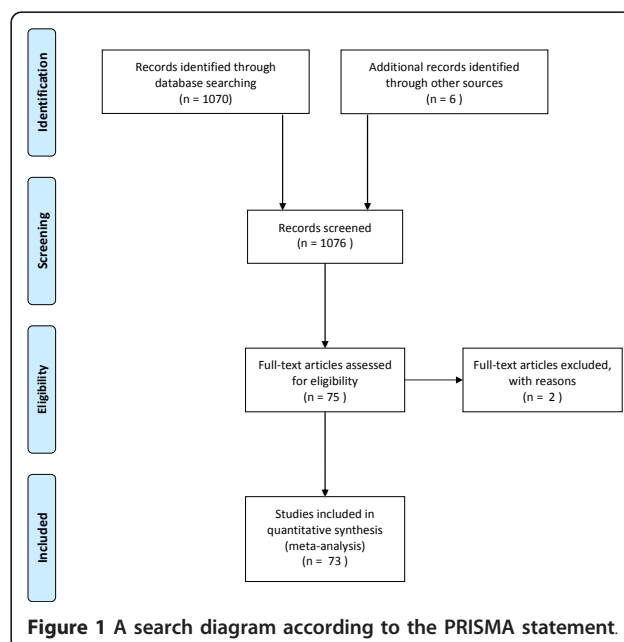 Identification
Records identified through
database searching
(n = 1070)
Additional records identified
through other sources
(n = 6 )
Screening
Records screened
(n = 1076 )
Eligibility
Full-text articles assessed
for eligibility
(n = 75 )
Full-text articles excluded,
with reasons
(n = 2 )
Included
Studies included in
quantitative synthesis
(meta-analysis)
(n = 73 )
Figure 1 A search diagram according to the PRISMA statement.